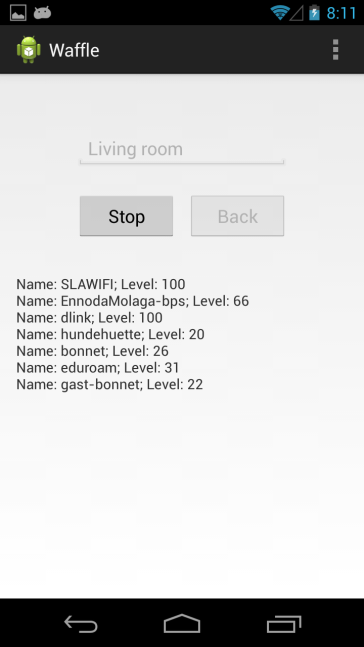 8:11
Waffle
Living room
Stop Back
Name: SLAWIFI; Level: 100
Name: EnnodaMolaga-bps; Level: 66
Name: dlink; Level: 100
Name: hundehuette; Level: 20
Name: bonnet; Level: 26
Name: eduroam; Level: 31
Name: gast-bonnet; Level: 22